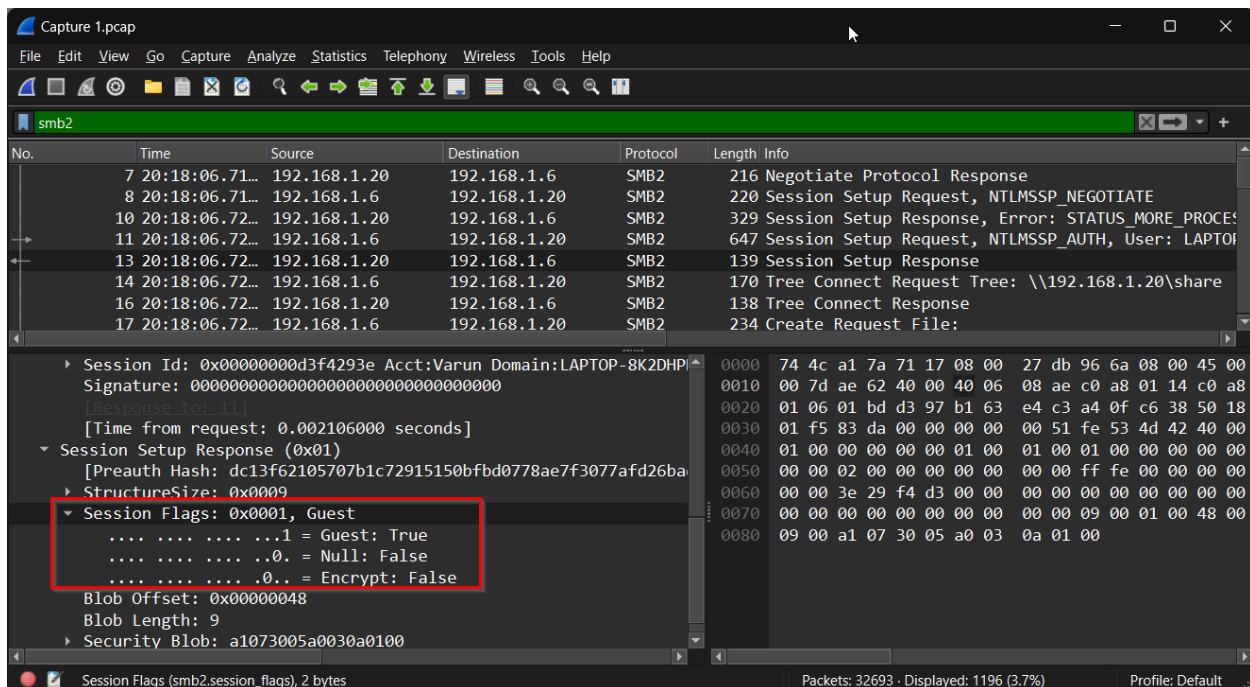 Capture 1.pcap
File Edit View Go Capture Analyze Statistics Telephony Wireless Tools Help
smb2
No. Time Source Destination Protocol Length Info
7 20:18:06.71… 192.168.1.20 192.168.1.6 SMB2 216 Negotiate Protocol Response
8 20:18:06.71… 192.168.1.6 192.168.1.20 SMB2 220 Session Setup Request, NTLMSSP_NEGOTIATE
10 20:18:06.72… 192.168.1.20 192.168.1.6 SMB2 329 Session Setup Response, Error: STATUS_MORE_PROCES
11 20:18:06.72… 192.168.1.6 192.168.1.20 SMB2 647 Session Setup Request, NTLMSSP_AUTH, User: LAPTOP
13 20:18:06.72… 192.168.1.20 192.168.1.6 SMB2 139 Session Setup Response
14 20:18:06.72… 192.168.1.6 192.168.1.20 SMB2 170 Tree Connect Request Tree: \\192.168.1.20\share
16 20:18:06.72… 192.168.1.20 192.168.1.6 SMB2 138 Tree Connect Response
17 20:18:06.72… 192.168.1.6 192.168.1.20 SMB2 234 Create Request File:
Session Id: 0x00000000d3f4293e Acct:Varun Domain:LAPTOP-8K2DHP
Signature: 00000000000000000000000000000000
[Response to: 11]
[Time from request: 0.002106000 seconds]
Session Setup Response (0x01)
[Preauth Hash: dc13f62105707b1c72915150bfbd0778ae7f3077afd26ba
StructureSize: 0x0009
Session Flags: 0x0001, Guest
.... .... .... ...1 = Guest: True
.... .... .... ..0. = Null: False
.... .... .... .0.. = Encrypt: False
Blob Offset: 0x00000048
Blob Length: 9
Security Blob: a1073005a0030a0100
0000 74 4c a1 7a 71 17 08 00 27 db 96 6a 08 00 45 00
0010 00 7d ae 62 40 00 40 06 08 ae c0 a8 01 14 c0 a8
0020 01 06 01 bd d3 97 b1 63 e4 c3 a4 0f c6 38 50 18
0030 01 f5 83 da 00 00 00 00 00 51 fe 53 4d 42 40 00
0040 01 00 00 00 00 00 01 00 01 00 01 00 00 00 00 00
0050 00 00 02 00 00 00 00 00 00 00 ff fe 00 00 00 00
0060 00 00 3e 29 f4 d3 00 00 00 00 00 00 00 00 00 00
0070 00 00 00 00 00 00 00 00 00 00 09 00 01 00 48 00
0080 09 00 a1 07 30 05 a0 03 0a 01 00
Session Flags (smb2.session_flags), 2 bytes
Packets: 32693 · Displayed: 1196 (3.7%)
Profile: Default